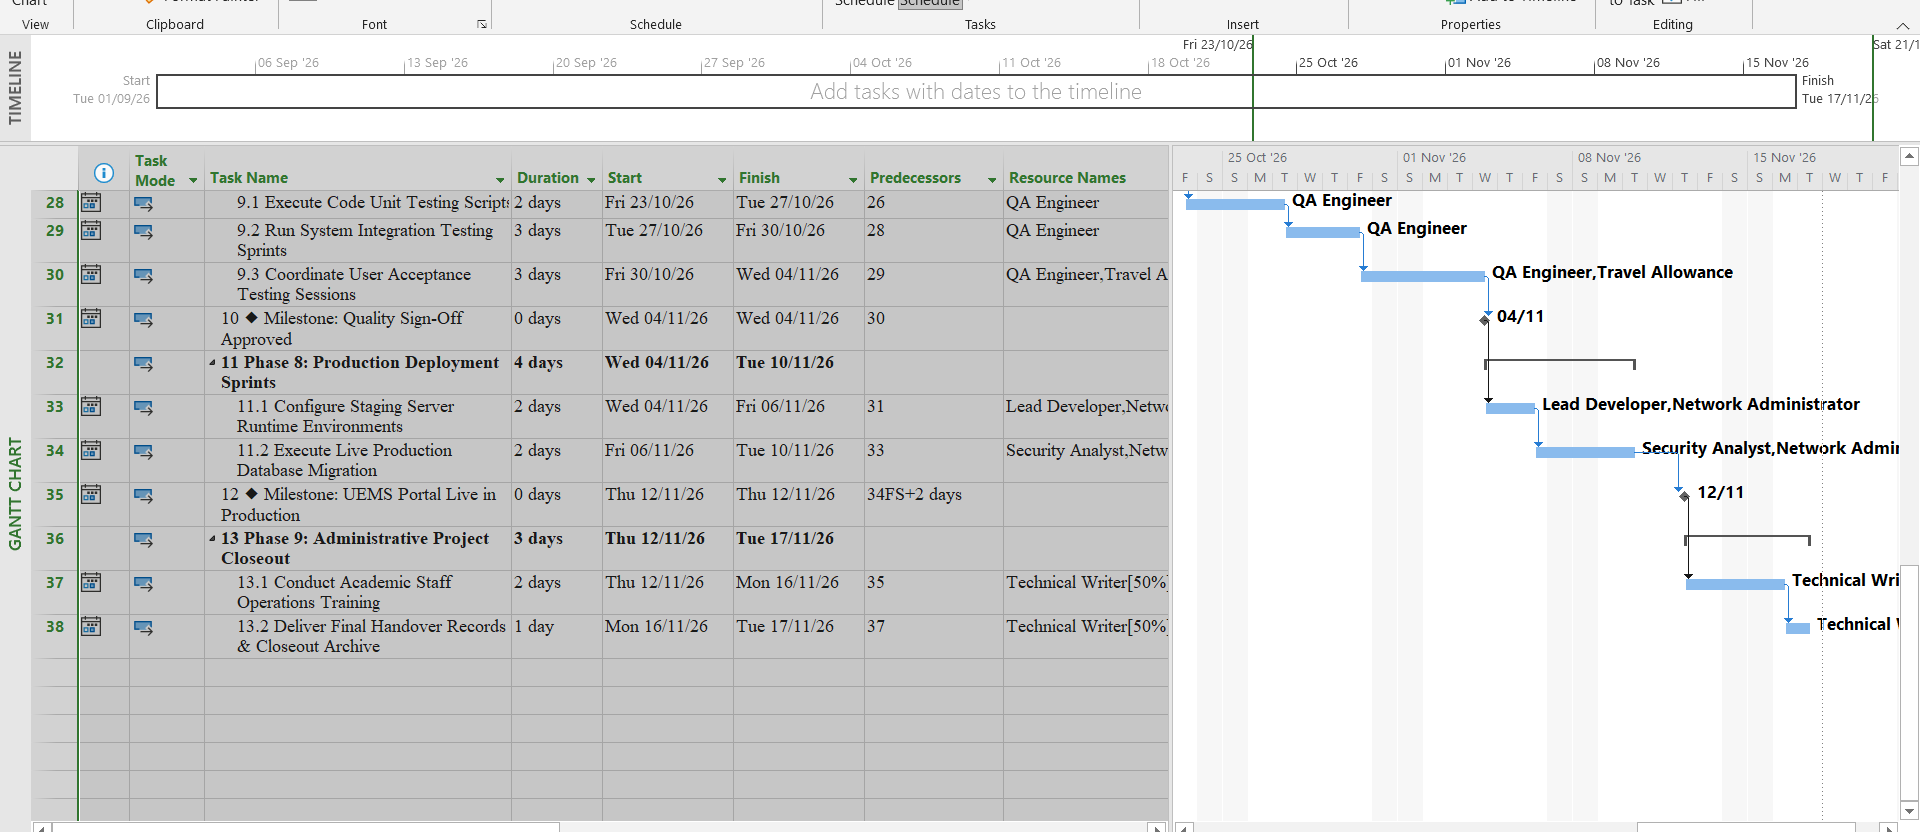 Chart
Schedule
to Task
View
Clipboard
Font
Schedule
Tasks
Insert
Properties
Editing
TIMELINE
Fri 23/10/26
Sat 21/1
06 Sep '26
13 Sep '26
20 Sep '26
27 Sep '26
04 Oct '26
11 Oct '26
18 Oct '26
25 Oct '26
01 Nov '26
08 Nov '26
15 Nov '26
Start
Tue 01/09/26
Add tasks with dates to the timeline
Finish
Tue 17/11/26
GANTT CHART
Task Mode
Task Name
Duration
Start
Finish
Predecessors
Resource Names
28 9.1 Execute Code Unit Testing Scripts 2 days Fri 23/10/26 Tue 27/10/26 26 QA Engineer
29 9.2 Run System Integration Testing 3 days Tue 27/10/26 Fri 30/10/26 28 QA Engineer
Sprints
30 9.3 Coordinate User Acceptance 3 days Fri 30/10/26 Wed 04/11/26 29 QA Engineer,Travel A
Testing Sessions
31 10 ◆ Milestone: Quality Sign-Off 0 days Wed 04/11/26 Wed 04/11/26 30
Approved
32 11 Phase 8: Production Deployment 4 days Wed 04/11/26 Tue 10/11/26
Sprints
33 11.1 Configure Staging Server 2 days Wed 04/11/26 Fri 06/11/26 31 Lead Developer,Netwo
Runtime Environments
34 11.2 Execute Live Production 2 days Fri 06/11/26 Tue 10/11/26 33 Security Analyst,Netw
Database Migration
35 12 ◆ Milestone: UEMS Portal Live in 0 days Thu 12/11/26 Thu 12/11/26 34FS+2 days
Production
36 13 Phase 9: Administrative Project 3 days Thu 12/11/26 Tue 17/11/26
Closeout
37 13.1 Conduct Academic Staff 2 days Thu 12/11/26 Mon 16/11/26 35 Technical Writer[50%]
Operations Training
38 13.2 Deliver Final Handover Records 1 day Mon 16/11/26 Tue 17/11/26 37 Technical Writer[50%]
& Closeout Archive
25 Oct '26
01 Nov '26
08 Nov '26
15 Nov '26
F S S M T W T F S S M T W T F S S M T W T F S S M T W T F
QA Engineer
QA Engineer
QA Engineer,Travel Allowance
04/11
Lead Developer,Network Administrator
Security Analyst,Network Admin
12/11
Technical Wri
Technical